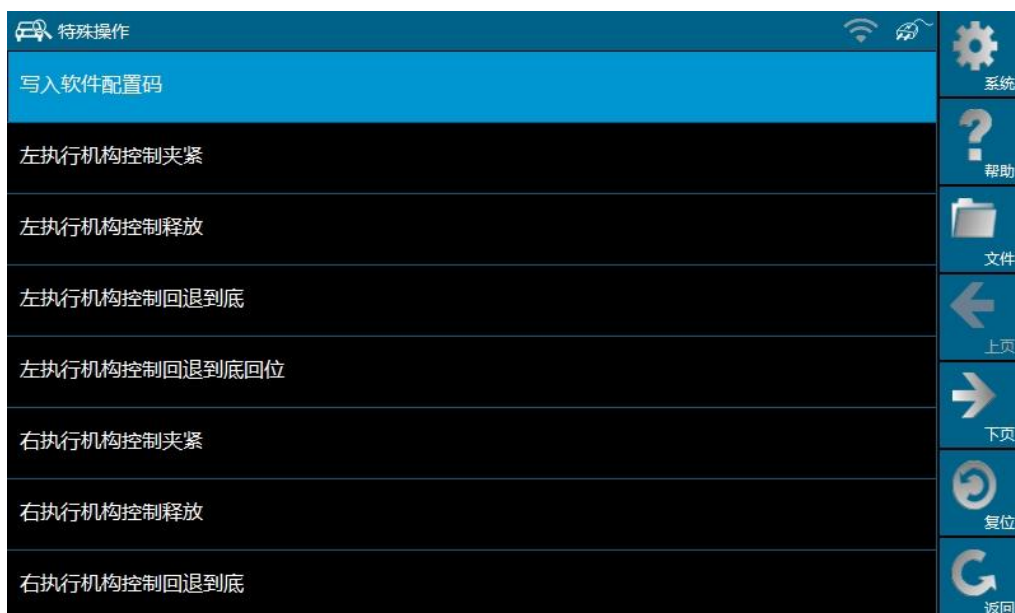 特殊操作
写入软件配置码
左执行机构控制夹紧
左执行机构控制释放
左执行机构控制回退到底
左执行机构控制回退到底回位
右执行机构控制夹紧
右执行机构控制释放
右执行机构控制回退到底
系统
帮助
文件
上页
下页
复位
返回